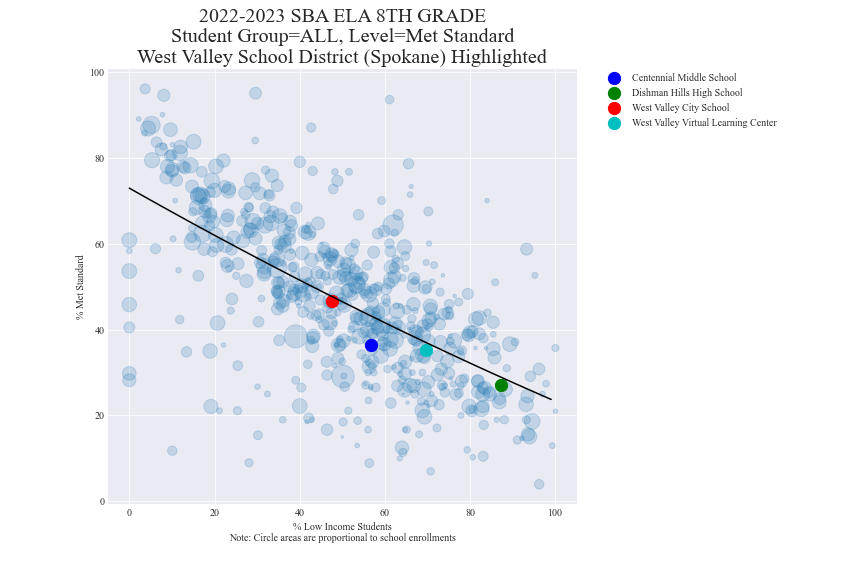 2022-2023 SBA ELA 8TH GRADE
Student Group=ALL, Level=Met Standard
West Valley School District (Spokane) Highlighted
Centennial Middle School
Dishman Hills High School
West Valley City School
West Valley Virtual Learning Center
% Met Standard
100
80
60
40
20
0
0 20 40 60 80 100
% Low Income Students
Note: Circle areas are proportional to school enrollments